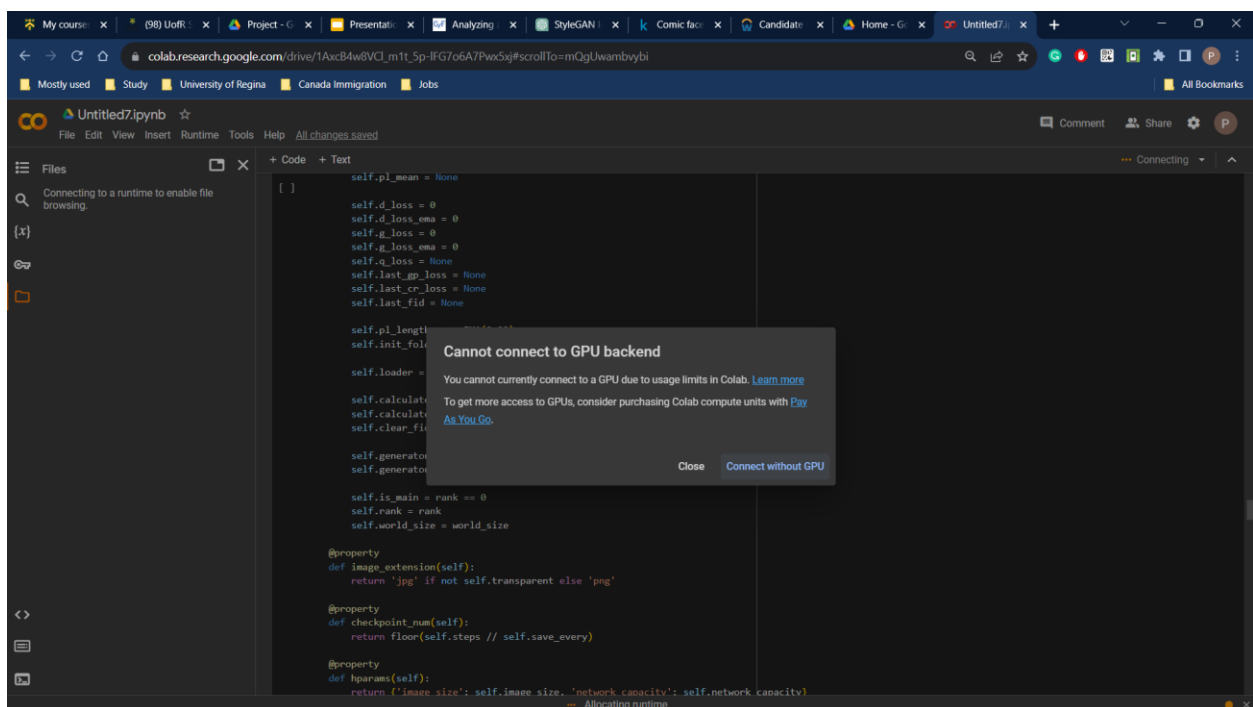 My course: (98) UofR S Project - G Presentatic Analyzing StyleGAN Comic face Candidate Home - Go Untitled7.i
colab.research.google.com/drive/1AxcB4w8VCl_m1t_5p-lFG7o6A7Pwx5xj#scrollTo=mQgUwambvybi
Mostly used Study University of Regina Canada Immigration Jobs All Bookmarks
Untitled7.ipynb
File Edit View Insert Runtime Tools Help All changes saved
Comment Share P
Files
+ Code + Text
Connecting
Connecting to a runtime to enable file
browsing.
{x}
[ ]
self.pl_mean = None
self.d_loss = 0
self.d_loss_ema = 0
self.g_loss = 0
self.g_loss_ema = 0
self.q_loss = None
self.last_gp_loss = None
self.last_cr_loss = None
self.last_fid = None
self.pl_lengt
self.init_fol
self.loader =
self.calculat
self.calculat
self.clear_fi
self.generato
self.generato
self.is_main = rank == 0
self.rank = rank
self.world_size = world_size
@property
def image_extension(self):
return 'jpg' if not self.transparent else 'png'
@property
def checkpoint_num(self):
return floor(self.steps // self.save_every)
@property
def hparams(self):
return {'image_size': self.image_size, 'network_capacity': self.network_capacity}
Cannot connect to GPU backend
You cannot currently connect to a GPU due to usage limits in Colab. Learn more
To get more access to GPUs, consider purchasing Colab compute units with Pay
As You Go.
Close Connect without GPU
Allocating runtime